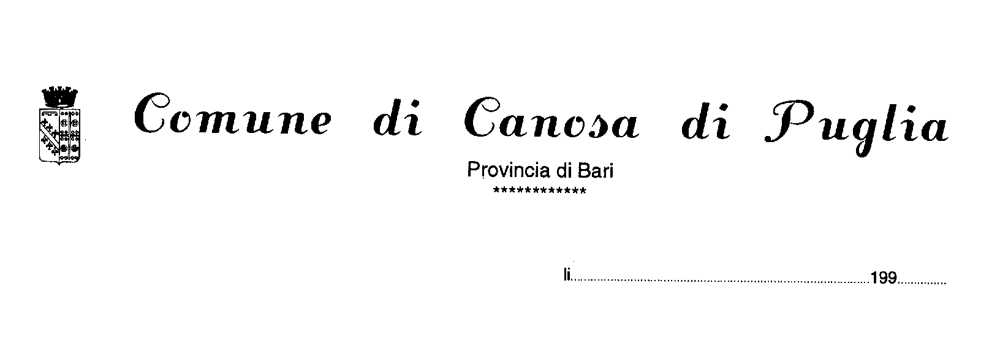 Comune di Canosa di Puglia
Provincia di Bari
************
li..........................................................................................199..............